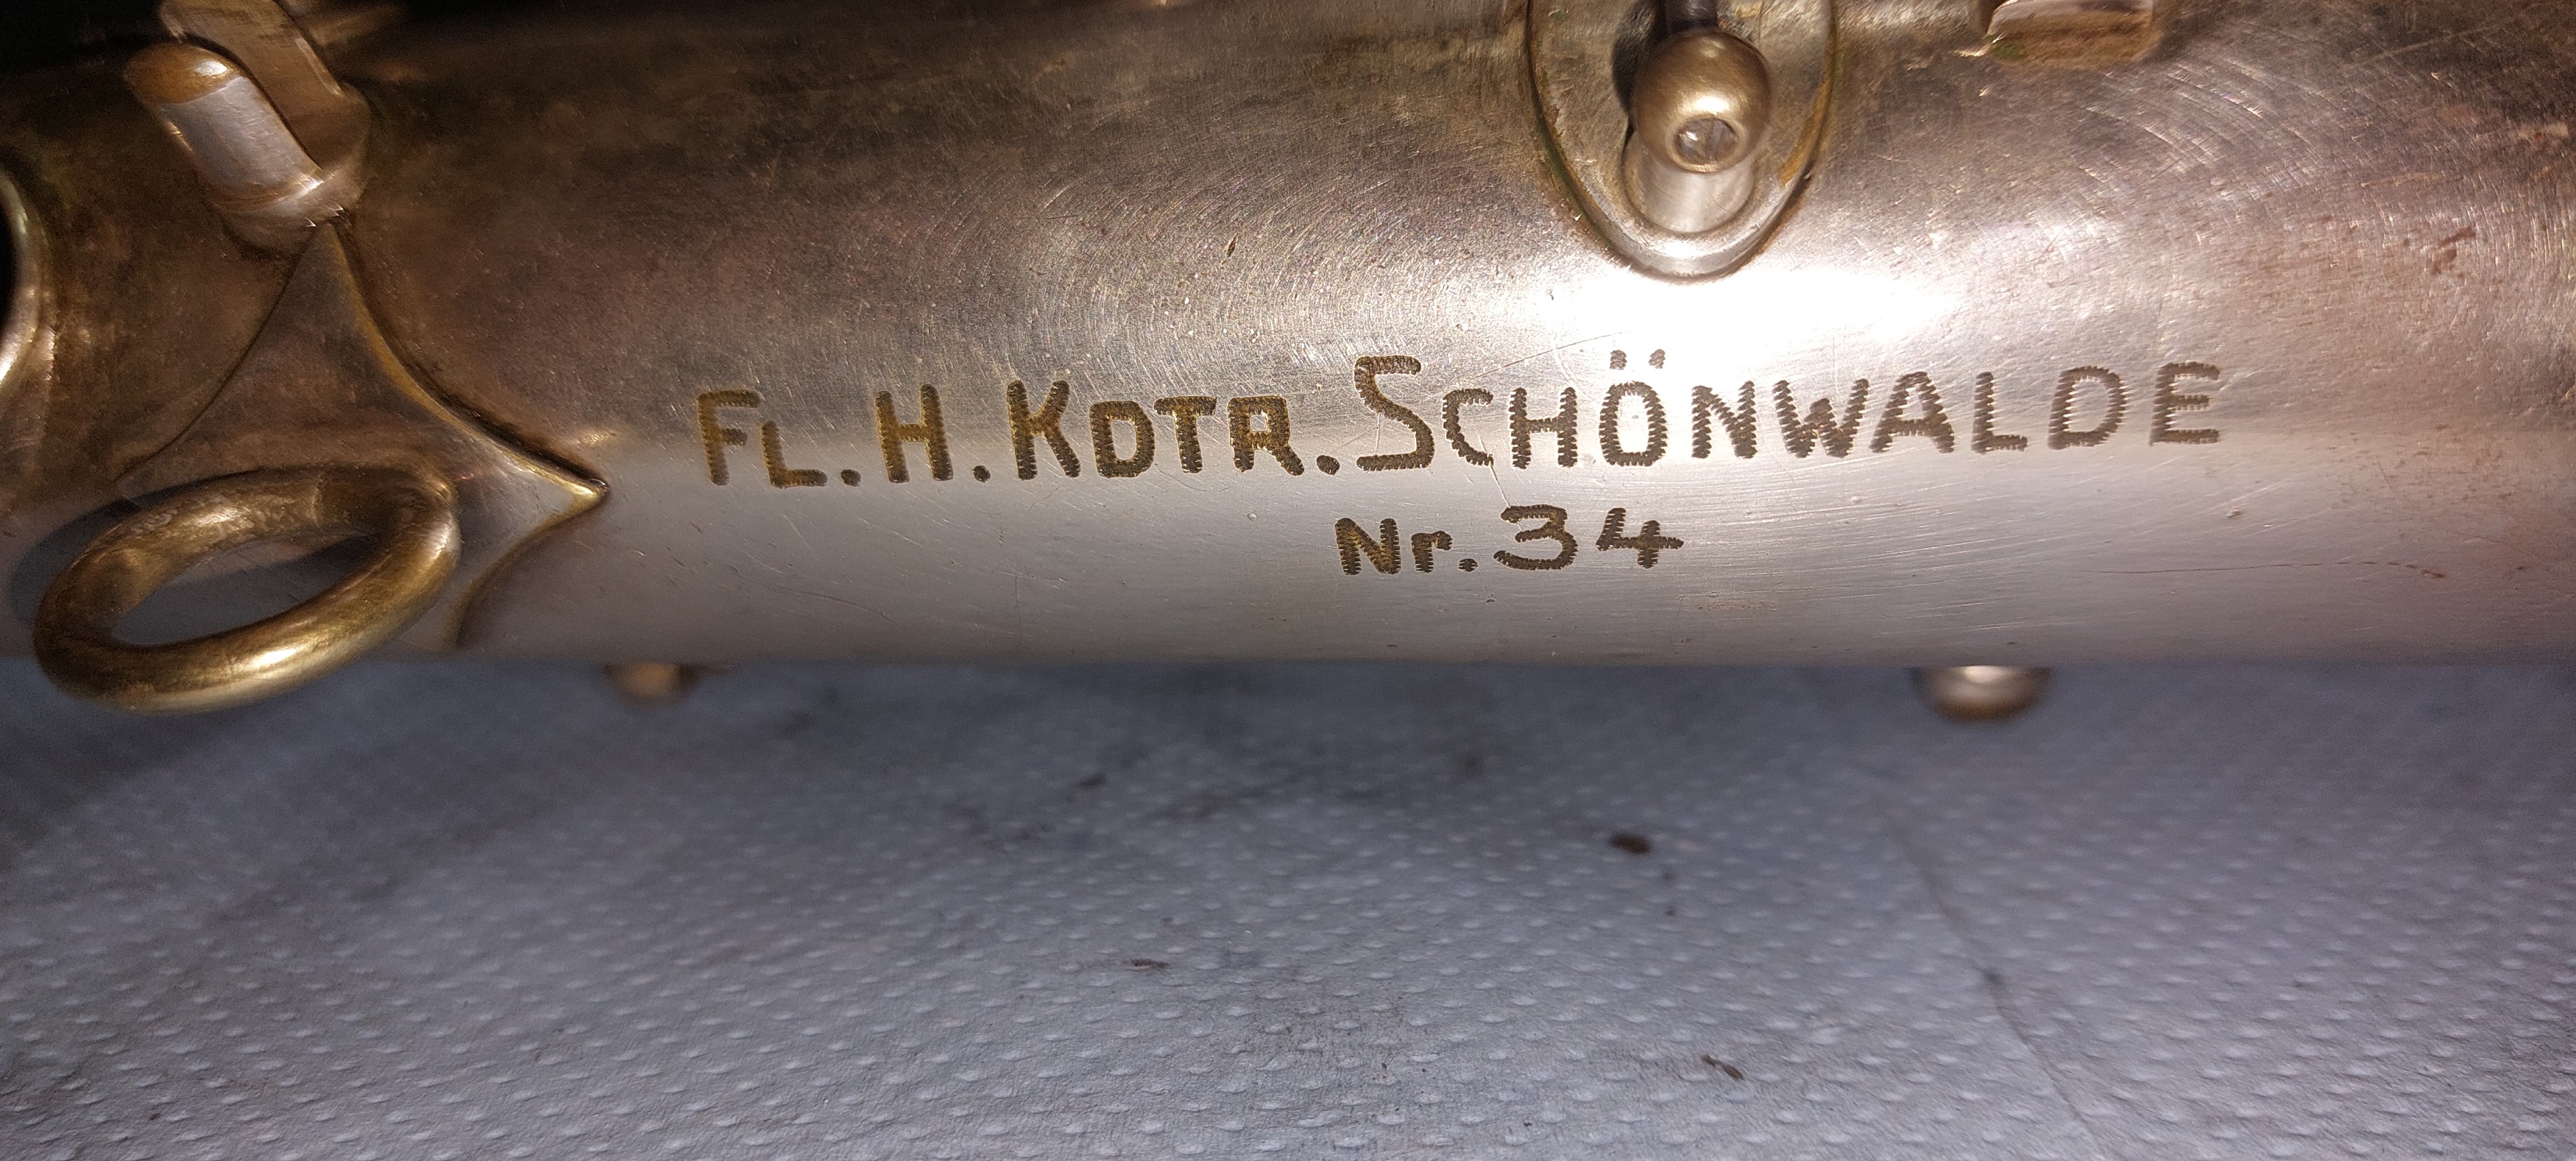 FL. H. KDTR. SCHÖNWALDE
Nr. 34